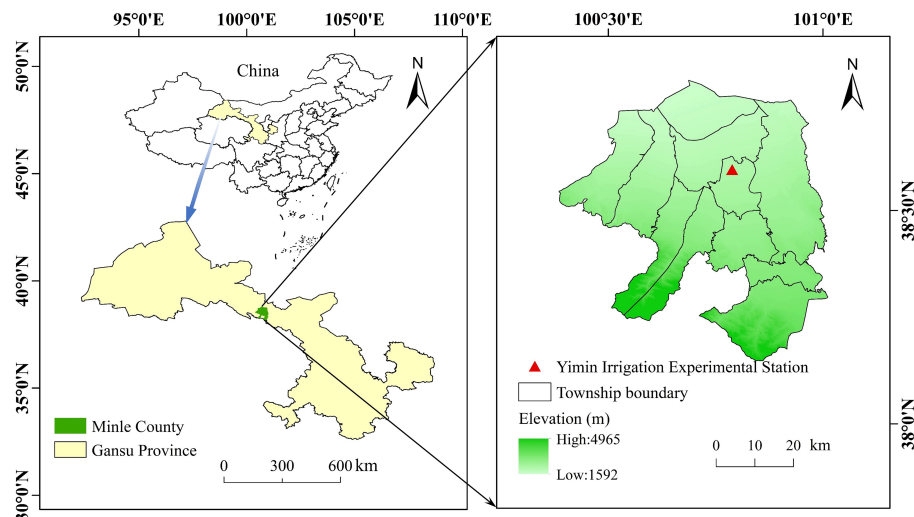 95°0'E
100°0'E
105°0'E
110°0'E
100°30'E
101°0'E
50°0'N
45°0'N
40°0'N
35°0'N
30°0'N
China
N
Minle County
Gansu Province
0 300 600 km
N
38°30'N
38°0'N
Yimin Irrigation Experimental Station
Township boundary
Elevation (m)
High:4965
Low:1592
0 10 20 km